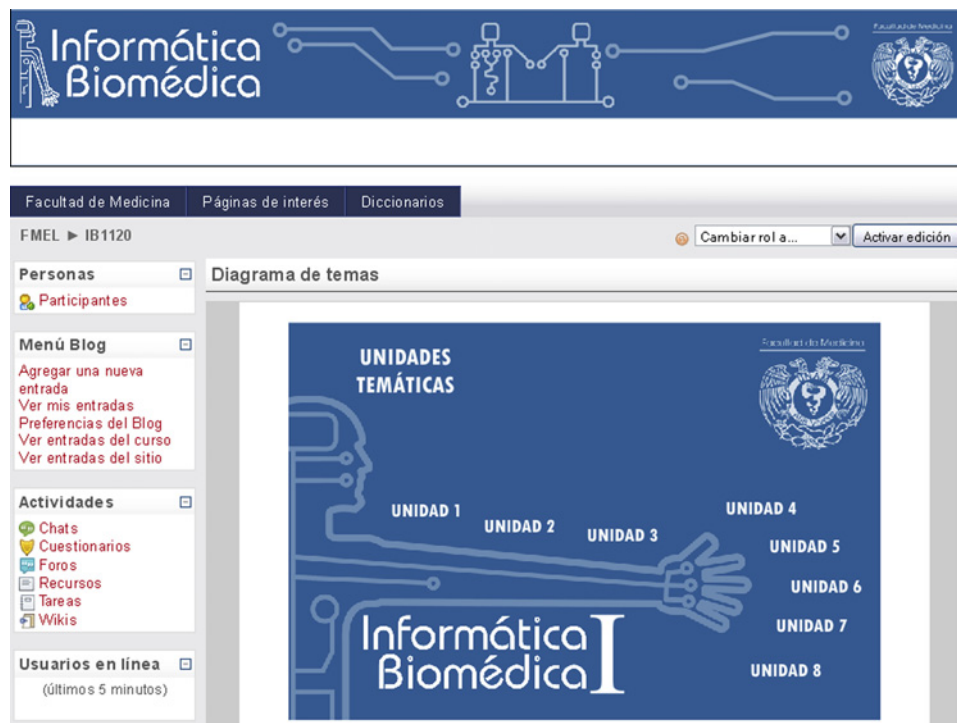 Informática
Biomédica
Facultad de Medicina
Facultad de Medicina
Páginas de interés
Diccionarios
FMEL ► IB1120
Cambiar rol a...
Activar edición
Personas
Participantes
Menú Blog
Agregar una nueva
entrada
Ver mis entradas
Preferencias del Blog
Ver entradas del curso
Ver entradas del sitio
Actividades
Chats
Cuestionarios
Foros
Recursos
Tareas
Wikis
Usuarios en línea
(últimos 5 minutos)
Diagrama de temas
UNIDADES
TEMÁTICAS
Facultad de Medicina
UNIDAD 1
UNIDAD 2
UNIDAD 3
UNIDAD 4
UNIDAD 5
UNIDAD 6
UNIDAD 7
UNIDAD 8
Informática I
Biomédica